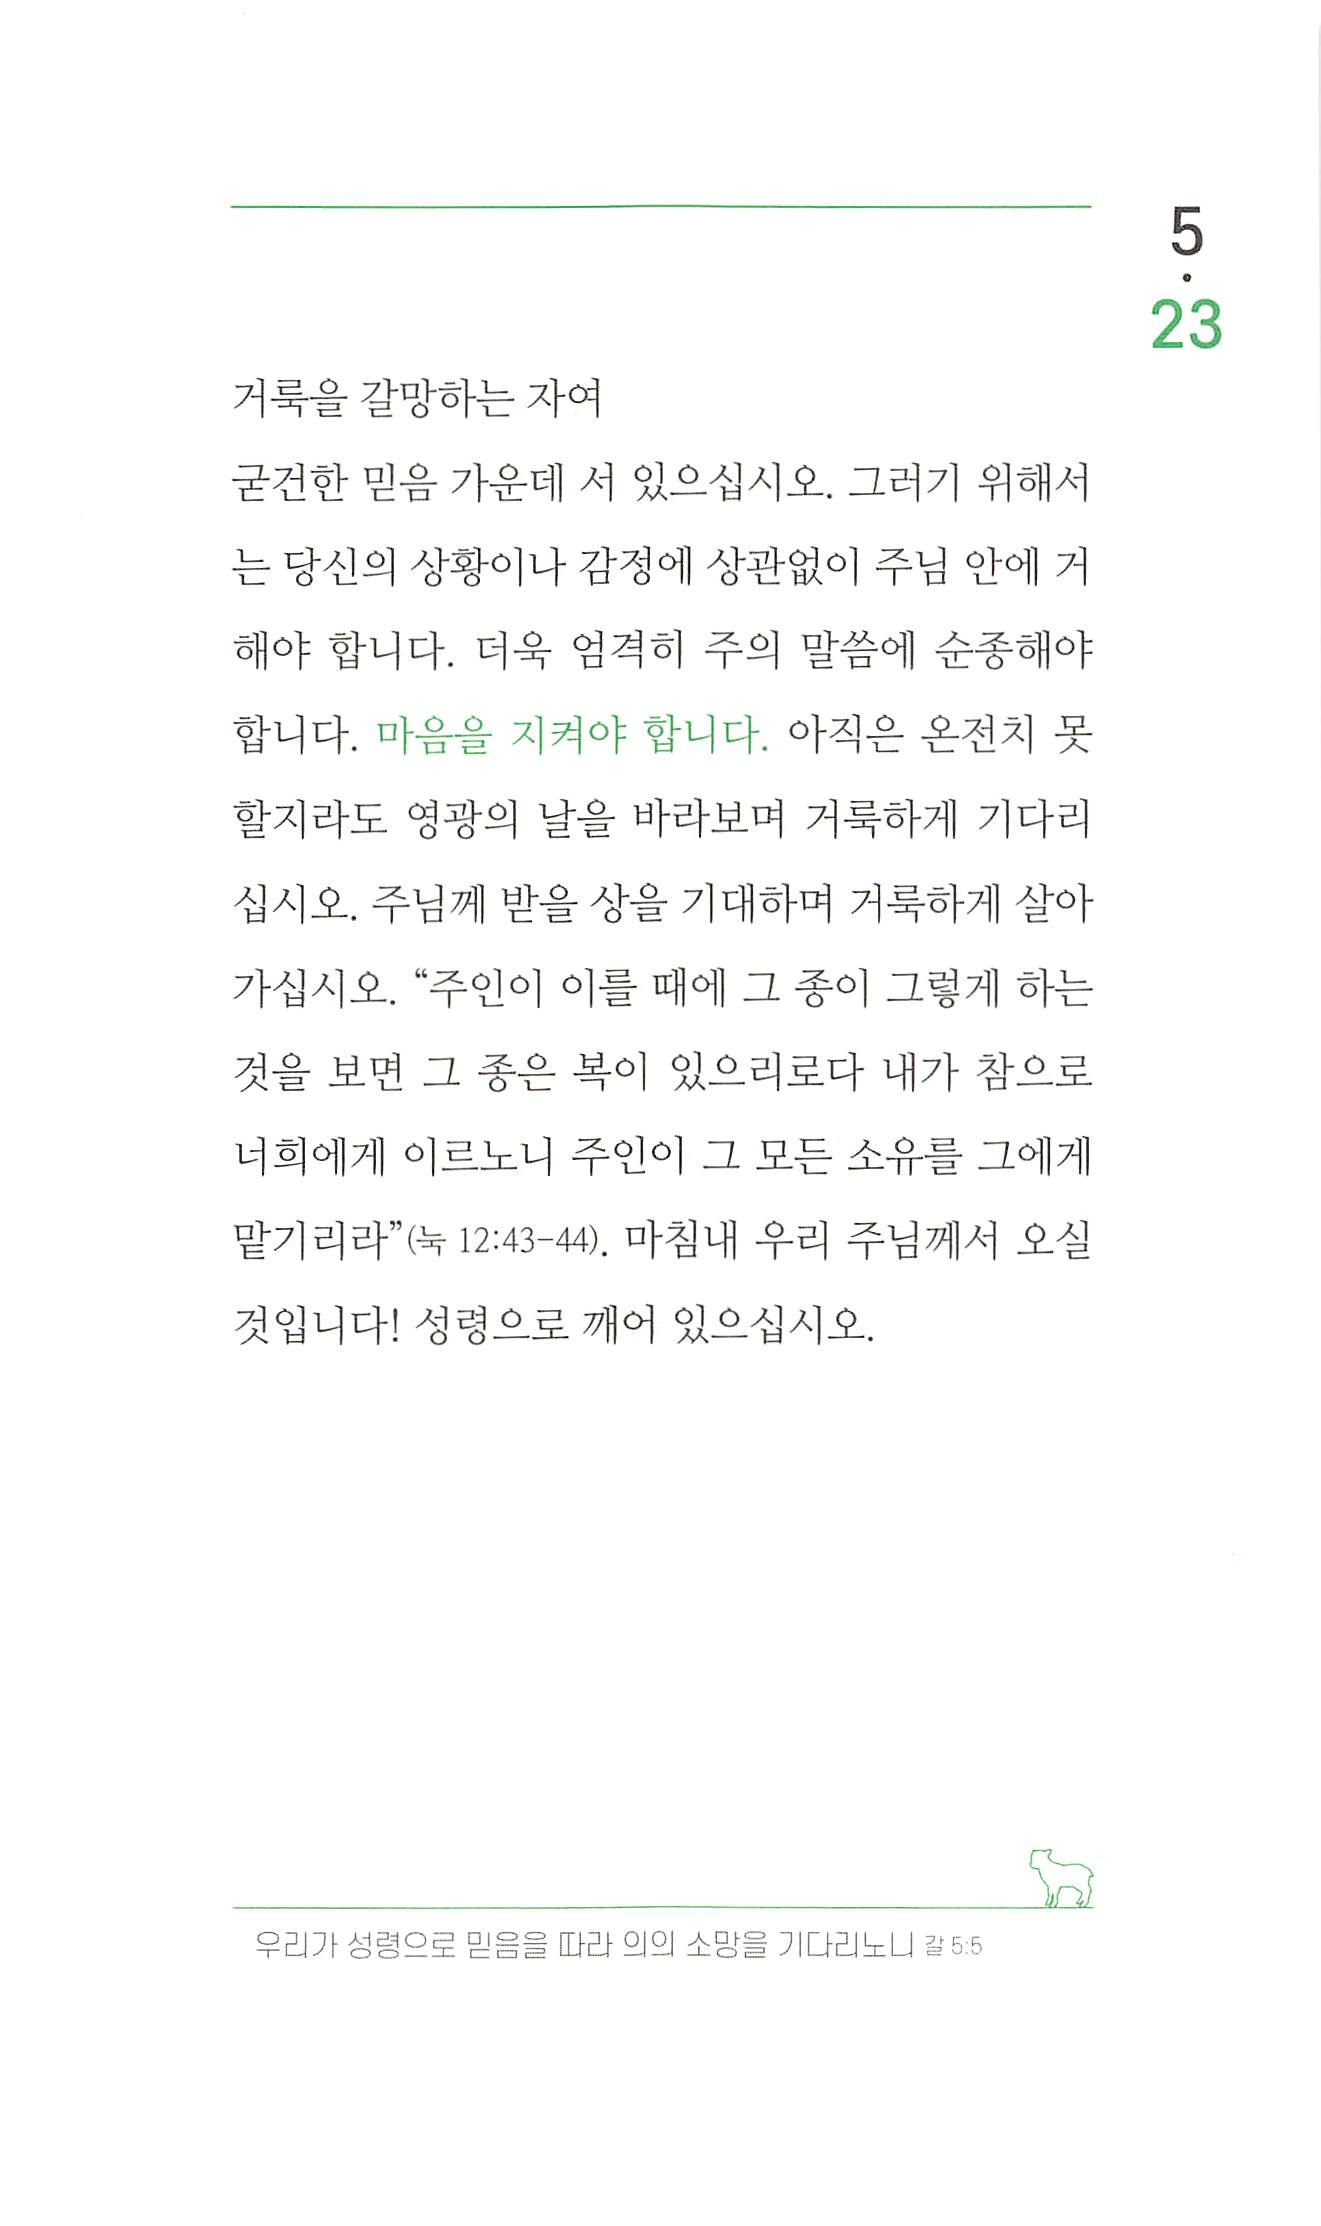 5
·
23
거룩을 갈망하는 자여
굳건한 믿음 가운데 서 있으십시오. 그러기 위해서
는 당신의 상황이나 감정에 상관없이 주님 안에 거
해야 합니다. 더욱 엄격히 주의 말씀에 순종해야
합니다. 마음을 지켜야 합니다. 아직은 온전치 못
할지라도 영광의 날을 바라보며 거룩하게 기다리
십시오. 주님께 받을 상을 기대하며 거룩하게 살아
가십시오. “주인이 이를 때에 그 종이 그렇게 하는
것을 보면 그 종은 복이 있으리로다 내가 참으로
너희에게 이르노니 주인이 그 모든 소유를 그에게
맡기리라”(눅 12:43-44). 마침내 우리 주님께서 오실
것입니다! 성령으로 깨어 있으십시오.
우리가 성령으로 믿음을 따라 의의 소망을 기다리노니 갈 5:5